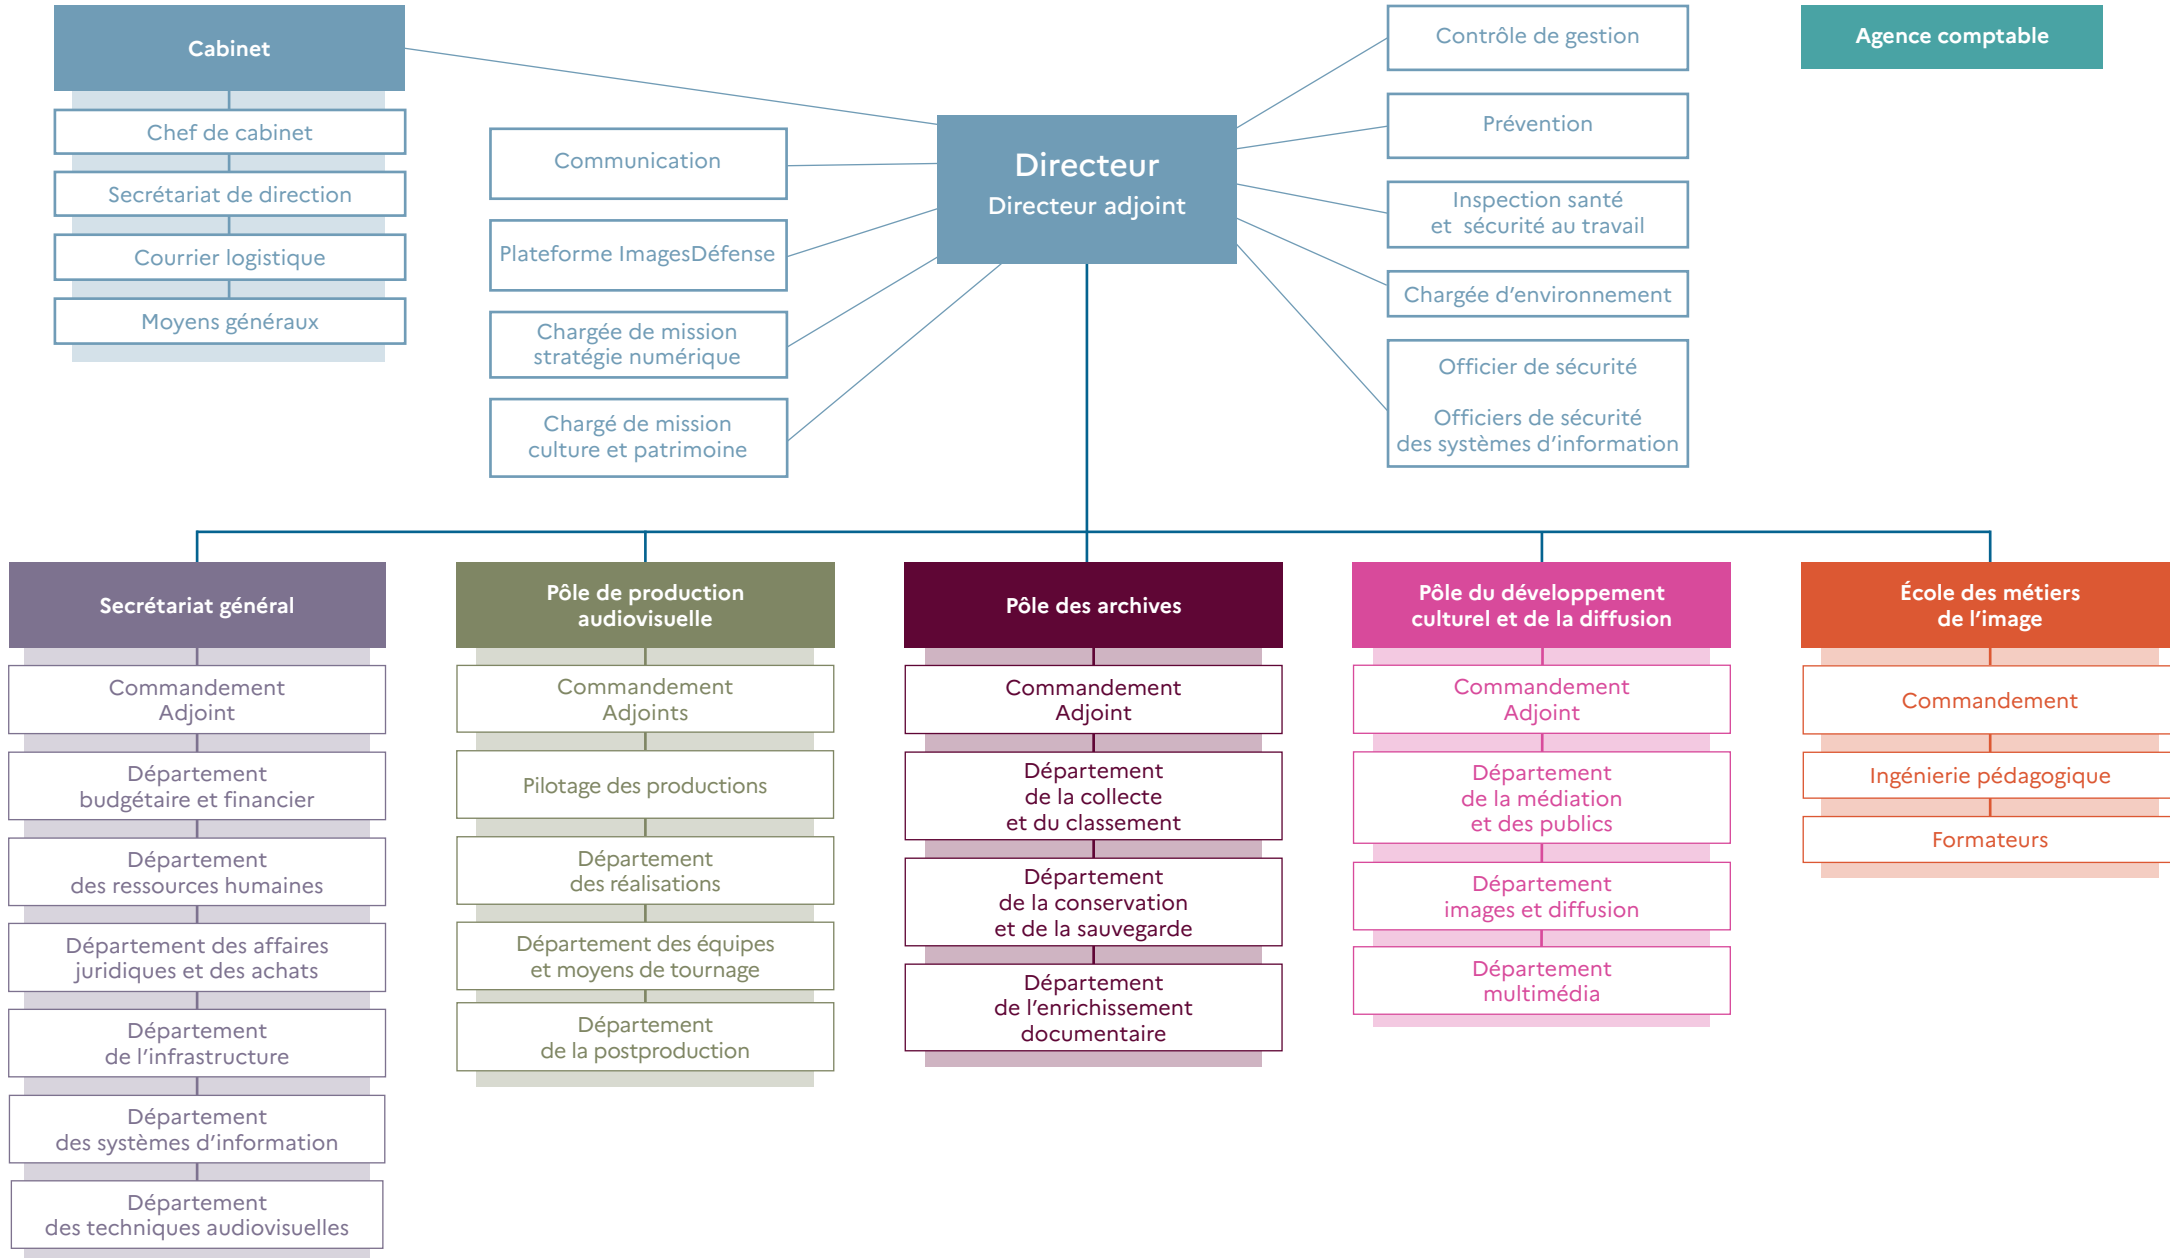 Cabinet
Chef de cabinet
Secrétariat de direction
Courrier logistique
Moyens généraux
Communication
Plateforme ImagesDéfense
Chargée de mission
stratégie numérique
Chargé de mission
culture et patrimoine
Directeur
Directeur adjoint
Contrôle de gestion
Prévention
Inspection santé
et sécurité au travail
Chargée d’environnement
Officier de sécurité
Officiers de sécurité
des systèmes d’information
Agence comptable
Secrétariat général
Commandement
Adjoint
Département
budgétaire et financier
Département
des ressources humaines
Département des affaires
juridiques et des achats
Département
de l’infrastructure
Département
des systèmes d’information
Département
des techniques audiovisuelles
Pôle de production
audiovisuelle
Commandement
Adjoints
Pilotage des productions
Département
des réalisations
Département des équipes
et moyens de tournage
Département
de la postproduction
Pôle des archives
Commandement
Adjoint
Département
de la collecte
et du classement
Département
de la conservation
et de la sauvegarde
Département
de l’enrichissement
documentaire
Pôle du développement
culturel et de la diffusion
Commandement
Adjoint
Département
de la médiation
et des publics
Département
images et diffusion
Département
multimédia
École des métiers
de l’image
Commandement
Ingénierie pédagogique
Formateurs